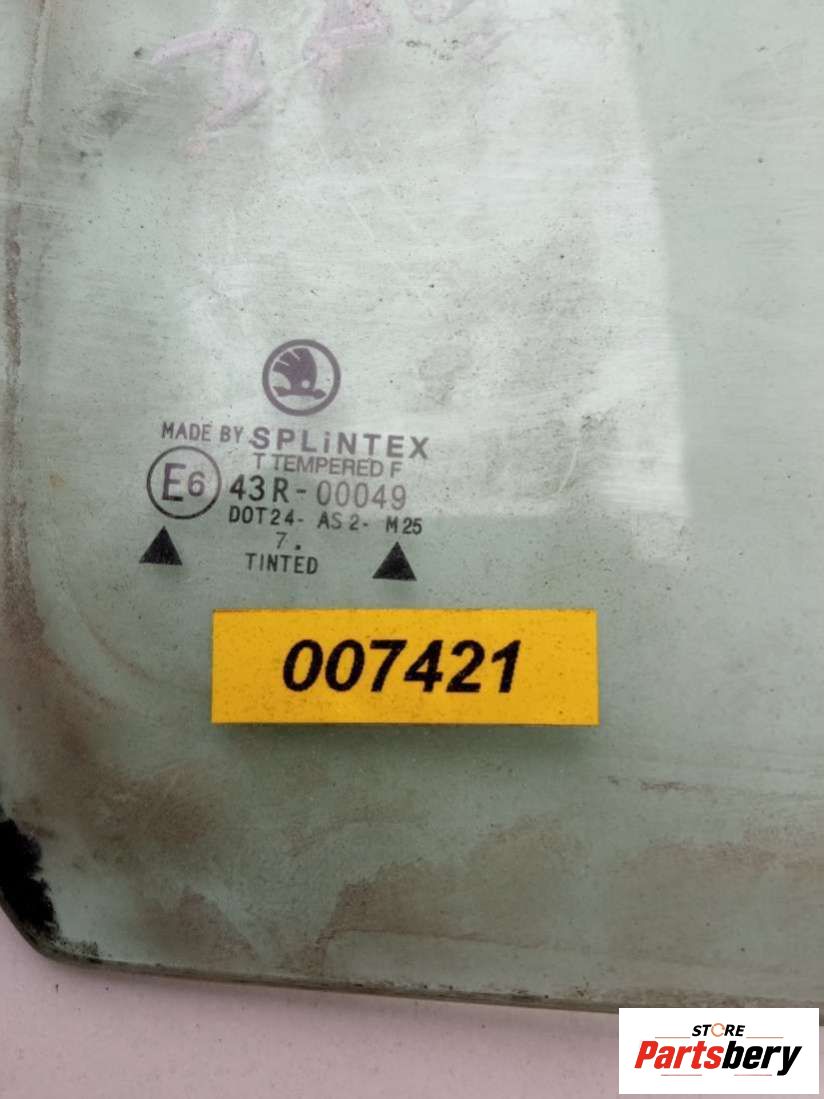 MADE BY SPLiNTEX
T TEMPERED F
E6 43R-00049
DOT24- AS2- M25
7.
TINTED
007421
STORE
Partsbery